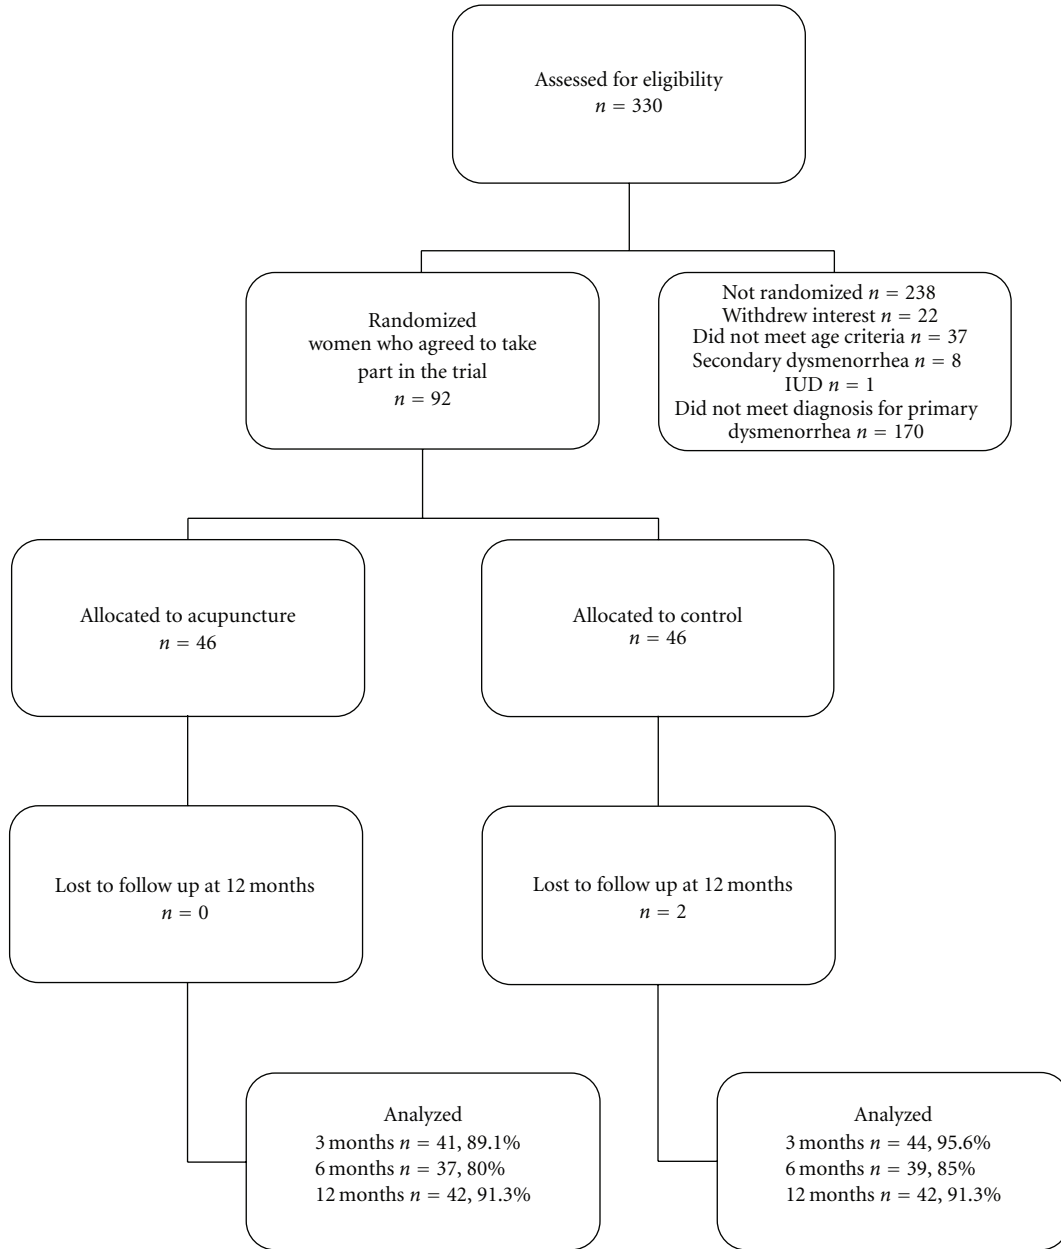 Assessed for eligibility
n = 330
Randomized
women who agreed to take
part in the trial
n = 92
Not randomized n = 238
Withdrew interest n = 22
Did not meet age criteria n = 37
Secondary dysmenorrhea n = 8
IUD n = 1
Did not meet diagnosis for primary
dysmenorrhea n = 170
Allocated to acupuncture
n = 46
Allocated to control
n = 46
Lost to follow up at 12 months
n = 0
Lost to follow up at 12 months
n = 2
Analyzed
3 months n = 41, 89.1%
6 months n = 37, 80%
12 months n = 42, 91.3%
Analyzed
3 months n = 44, 95.6%
6 months n = 39, 85%
12 months n = 42, 91.3%